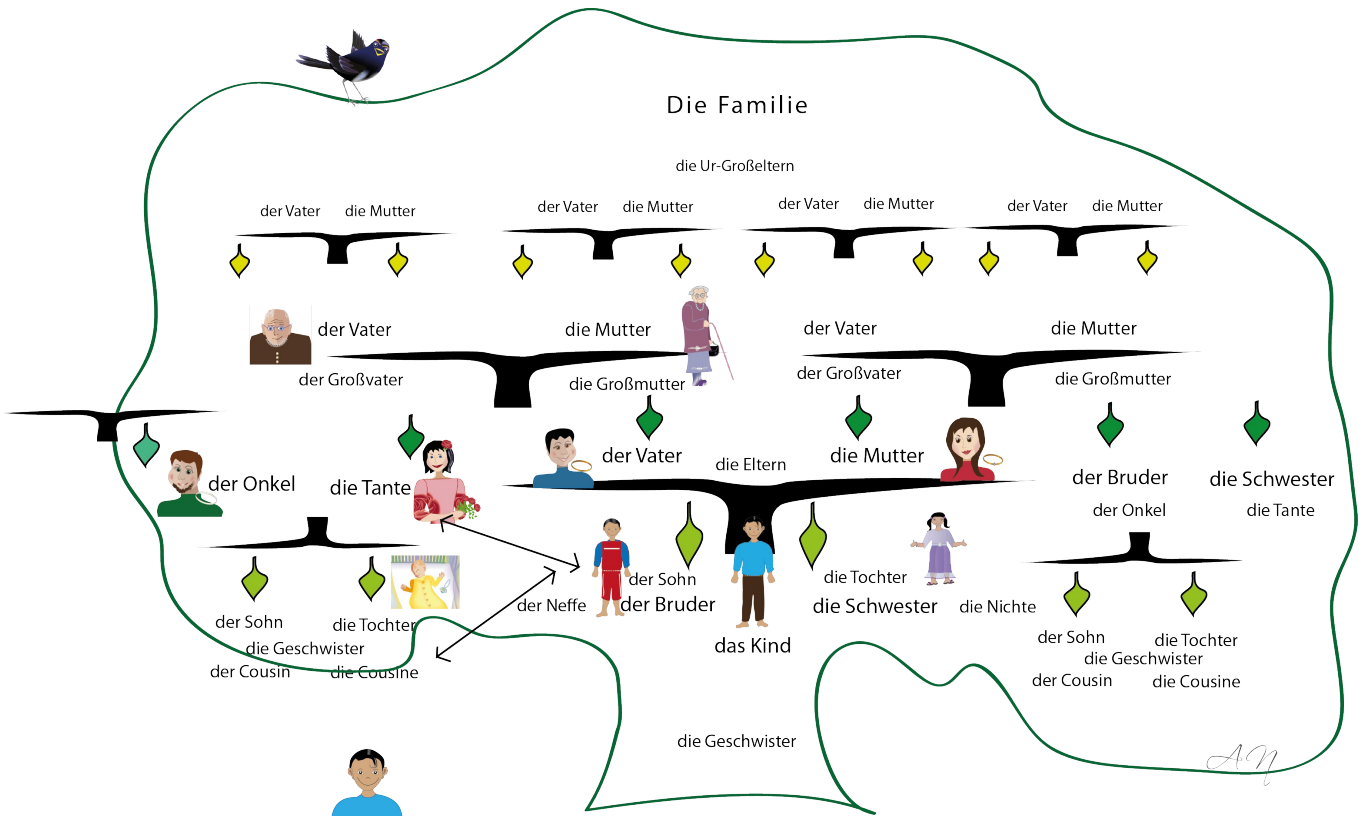 Die Familie
die Ur-Großeltern
der Vater die Mutter der Vater die Mutter der Vater die Mutter der Vater die Mutter
der Vater die Mutter der Vater die Mutter
der Großvater die Großmutter der Großvater die Großmutter
der Onkel die Tante der Vater die Eltern die Mutter der Bruder die Schwester
der Onkel die Tante
der Sohn die Tochter
der Neffe der Bruder die Schwester die Nichte
der Sohn die Tochter das Kind der Sohn die Tochter
die Geschwister die Geschwister
der Cousin die Cousine der Cousin die Cousine
die Geschwister
A N